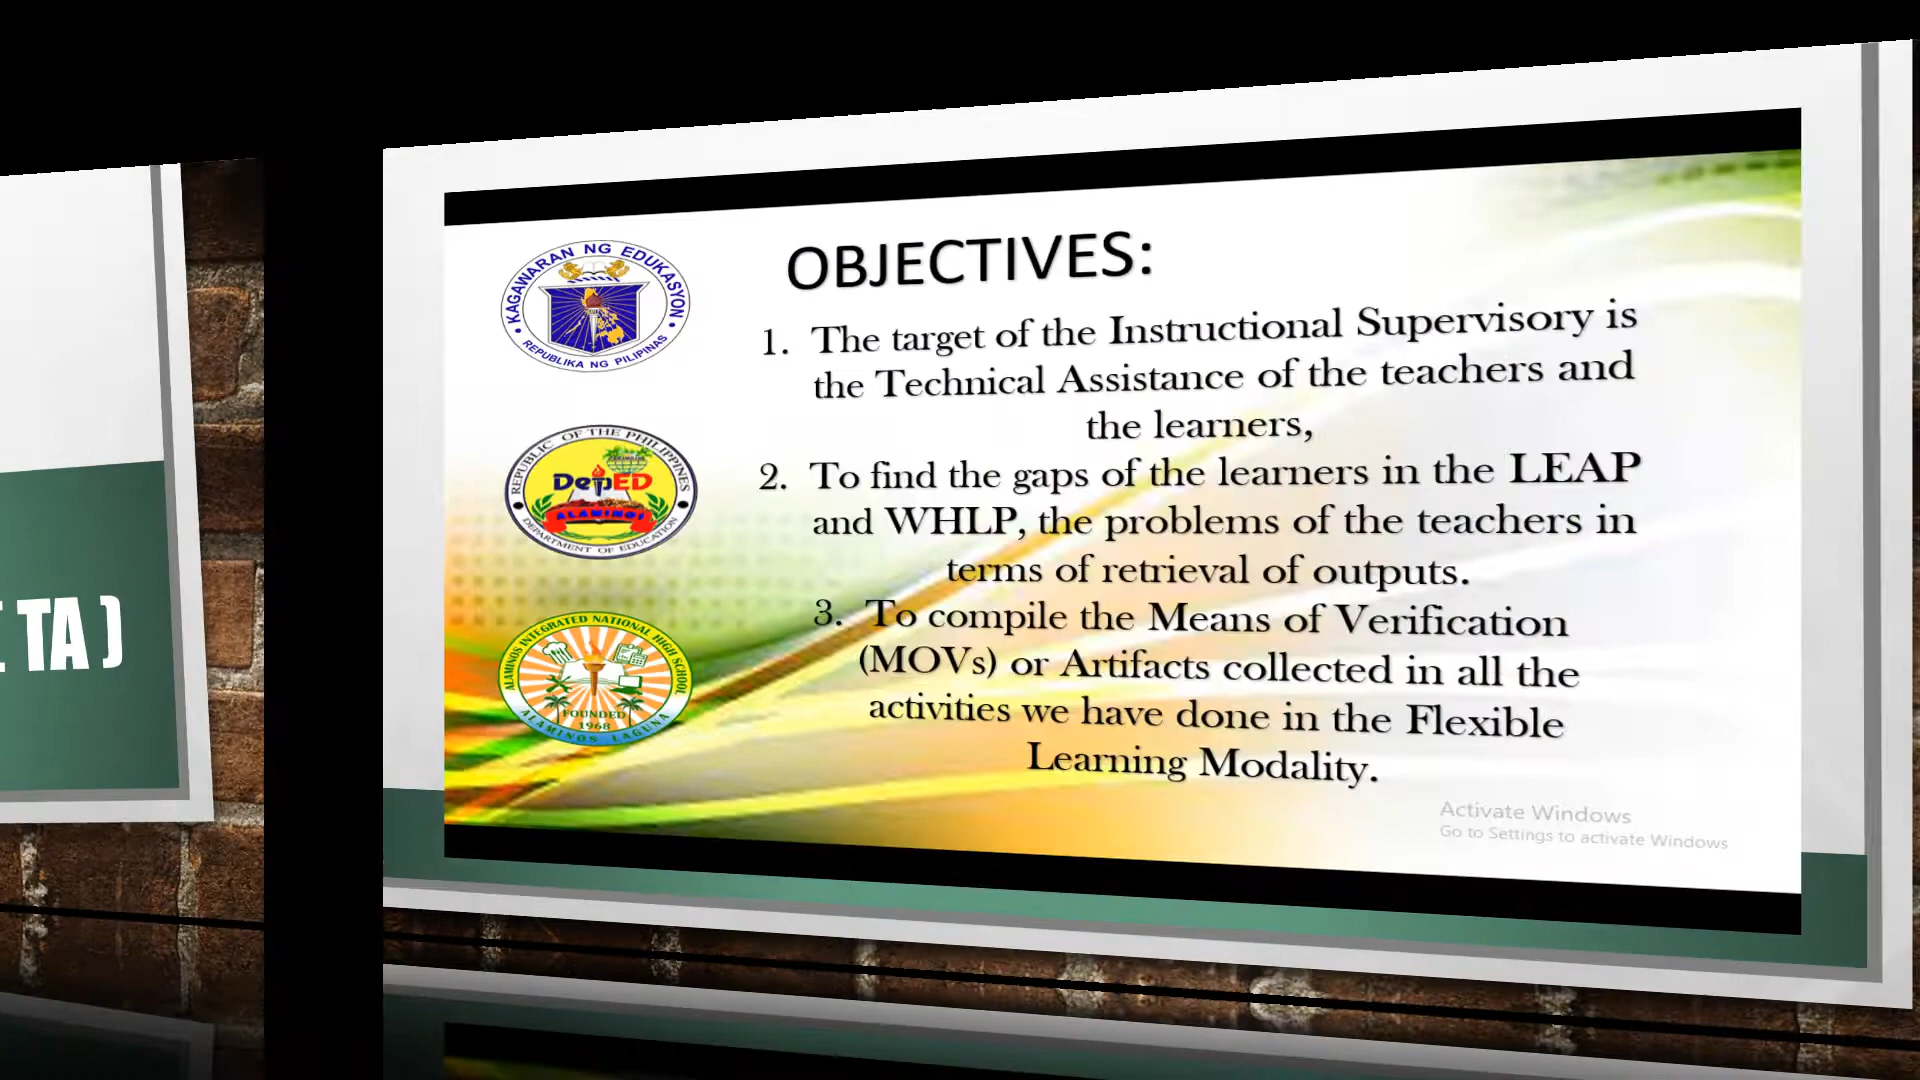 TA )
KAGAWARAN NG EDUKASYON
REPUBLIKA NG PILIPINAS
REPUBLIC OF THE PHILIPPINES
DepED
ALAMINOS
DEPARTMENT OF EDUCATION
ALAMINOS INTEGRATED NATIONAL HIGH SCHOOL
FOUNDED
1968
ALAMINOS LAGUNA
OBJECTIVES:
1. The target of the Instructional Supervisory is
the Technical Assistance of the teachers and
the learners,
2. To find the gaps of the learners in the LEAP
and WHLP, the problems of the teachers in
terms of retrieval of outputs.
3. To compile the Means of Verification
(MOVs) or Artifacts collected in all the
activities we have done in the Flexible
Learning Modality.
Activate Windows
Go to Settings to activate Windows